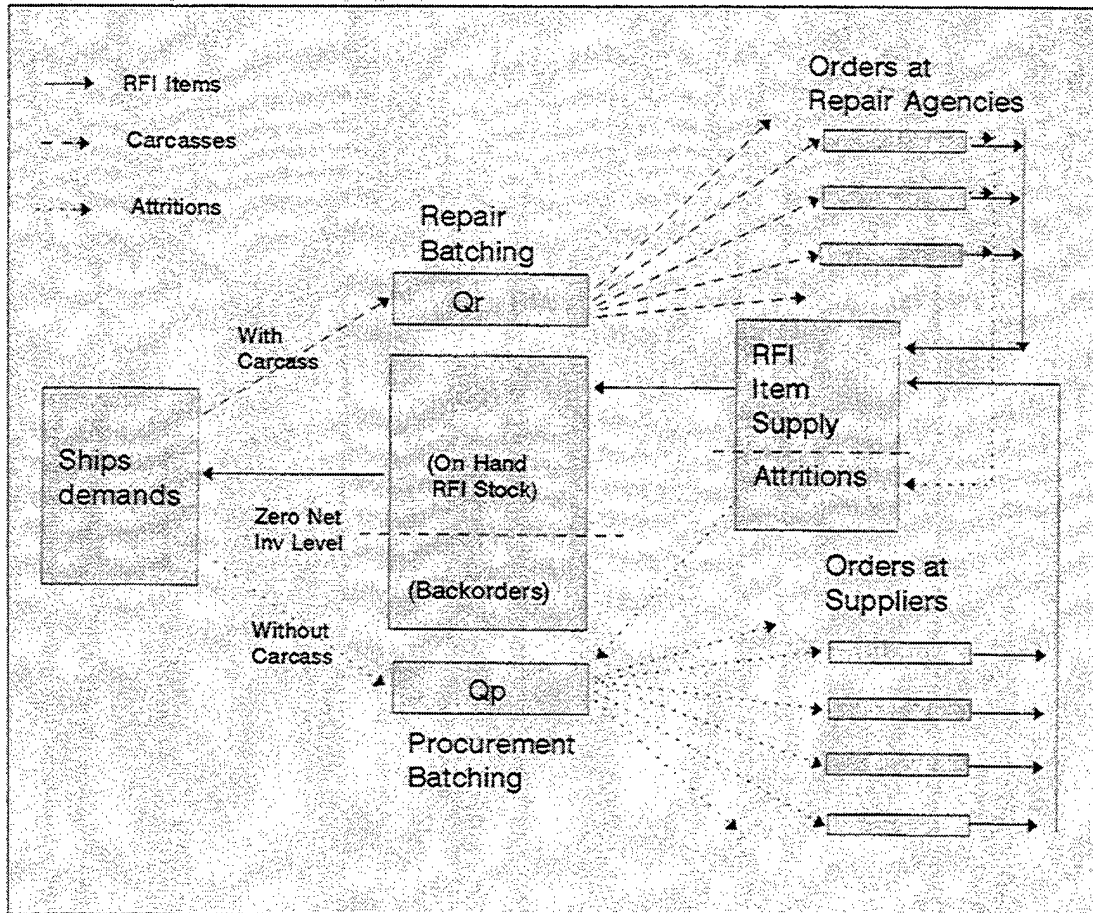 RFI Items
Carcasses
Attritions
Orders at
Repair Agencies
Repair
Batching
Qr
With
Carcass
RFI
Item
Supply
Attritions
Ships
demands
(On Hand
RFI Stock)
Zero Net
Inv Level
(Backorders)
Orders at
Suppliers
Without
Carcass
Qp
Procurement
Batching